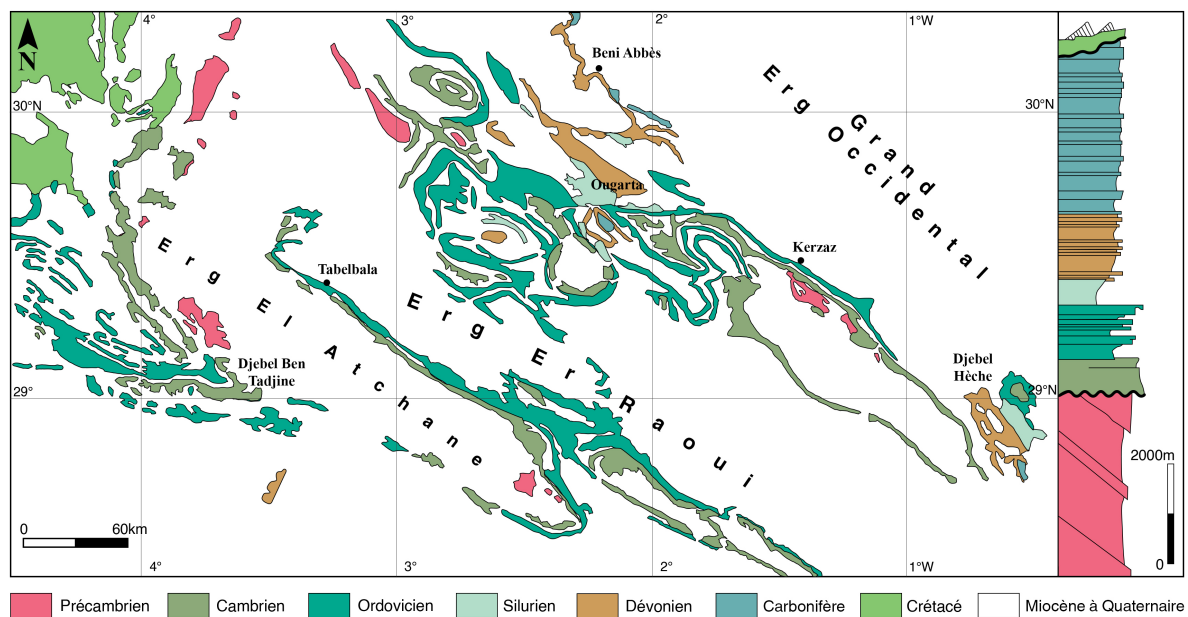 4°
3°
2°
1°W
N
Beni Abbès
30°N
30°N
Erg
Grand
Occidental
Ougarta
Kerzaz
Tabelbala
Erg El Atchane
Erg Er Raoui
Djebel Ben
Tadjine
Djebel
Hèche
29°
29°N
2000m
0
0
60km
4°
3°
2°
1°W
Précambrien
Cambrien
Ordovicien
Silurien
Dévonien
Carbonifère
Crétacé
Miocène à Quaternaire